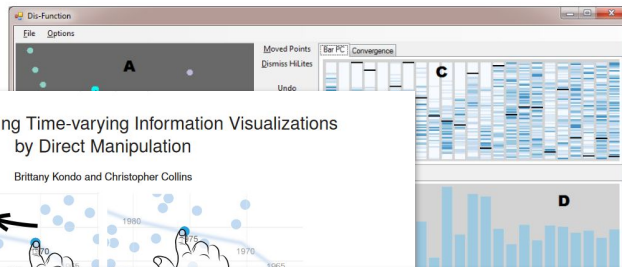 Dis-Function
File Options
A
Moved Points
Dismiss HiLites
Undo
Bar PC Convergence
C
ng Time-varying Information Visualizations
by Direct Manipulation
Brittany Kondo and Christopher Collins
1980
1975
1970
1965
D